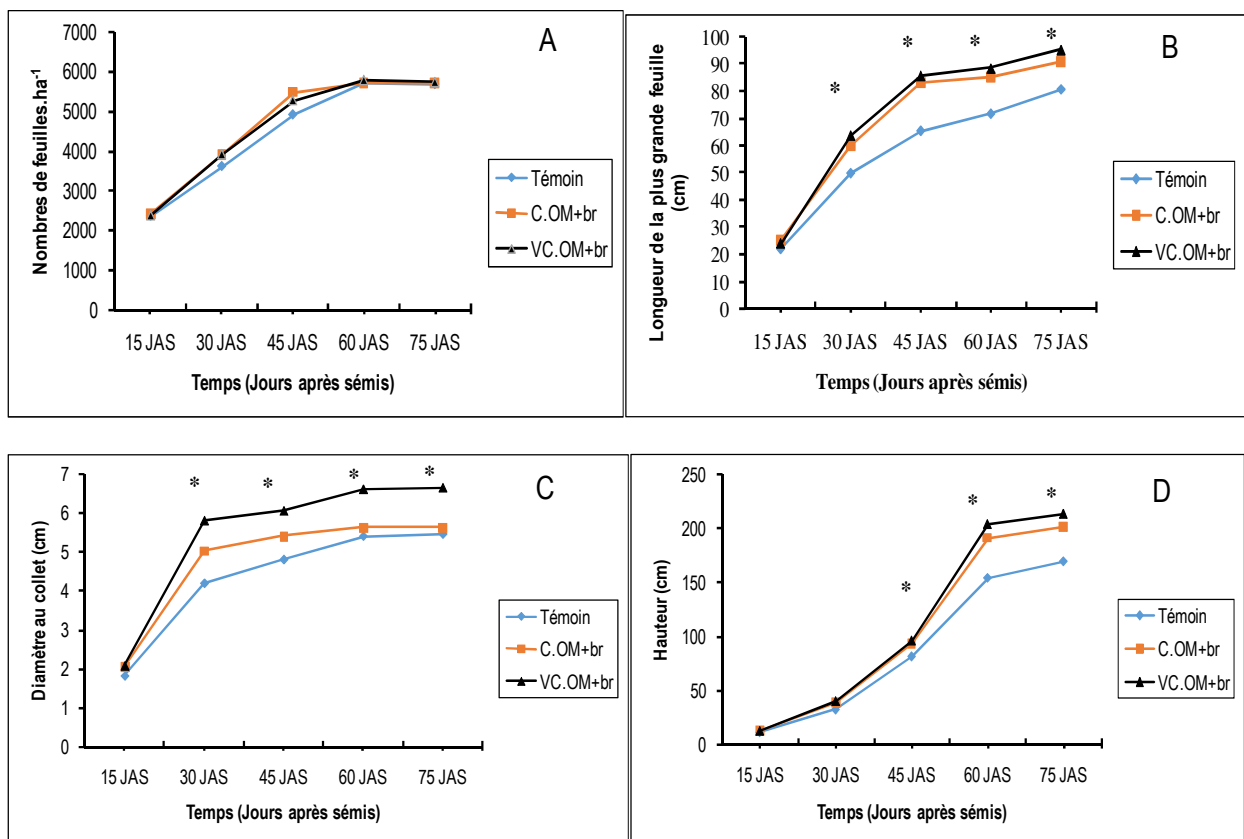 A
Nombres de feuilles.ha⁻¹
7000
6000
5000
4000
3000
2000
1000
0
15 JAS 30 JAS 45 JAS 60 JAS 75 JAS
Temps (Jours après sémis)
Témoin
C.OM+br
VC.OM+br
B
Longueur de la plus grande feuille
(cm)
100
90
80
70
60
50
40
30
20
10
0
* * * *
15 JAS 30 JAS 45 JAS 60 JAS 75 JAS
Temps (Jours après sémis)
Témoin
C.OM+br
VC.OM+br
C
Diamètre au collet (cm)
7
6
5
4
3
2
1
0
* * * *
15 JAS 30 JAS 45 JAS 60 JAS 75 JAS
Temps (Jours après sémis)
Témoin
C.OM+br
VC.OM+br
D
Hauteur (cm)
250
200
150
100
50
0
* * *
15 JAS 30 JAS 45 JAS 60 JAS 75 JAS
Temps (Jours après sémis)
Témoin
C.OM+br
VC.OM+br